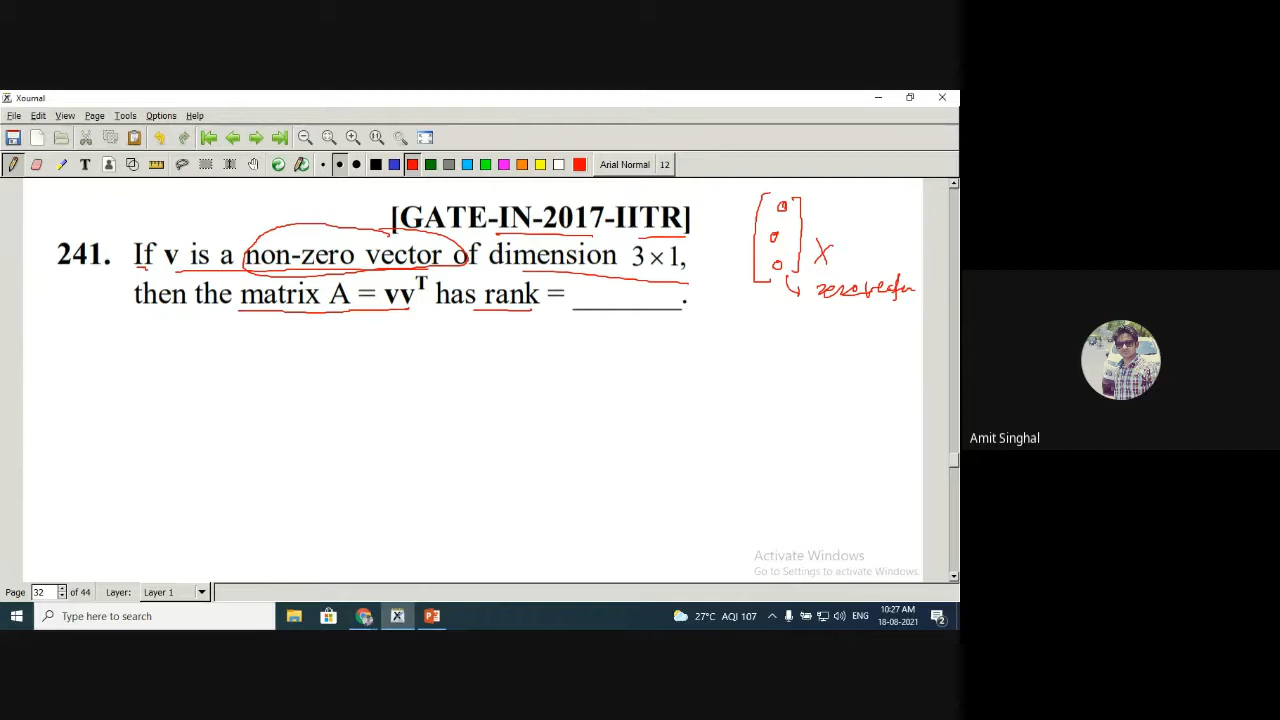 Xournal
File Edit View Page Tools Options Help
Arial Normal 12
[GATE-IN-2017-IITR]
241. If v is a non-zero vector of dimension 3 × 1,
then the matrix A = vvᵀ has rank = ________.
0
0
0
X
zero vector
Amit Singhal
Activate Windows
Go to Settings to activate Windows.
Page 32 of 44 Layer: Layer 1
Type here to search
27°C AQI 107 ENG 10:27 AM
18-08-2021
2